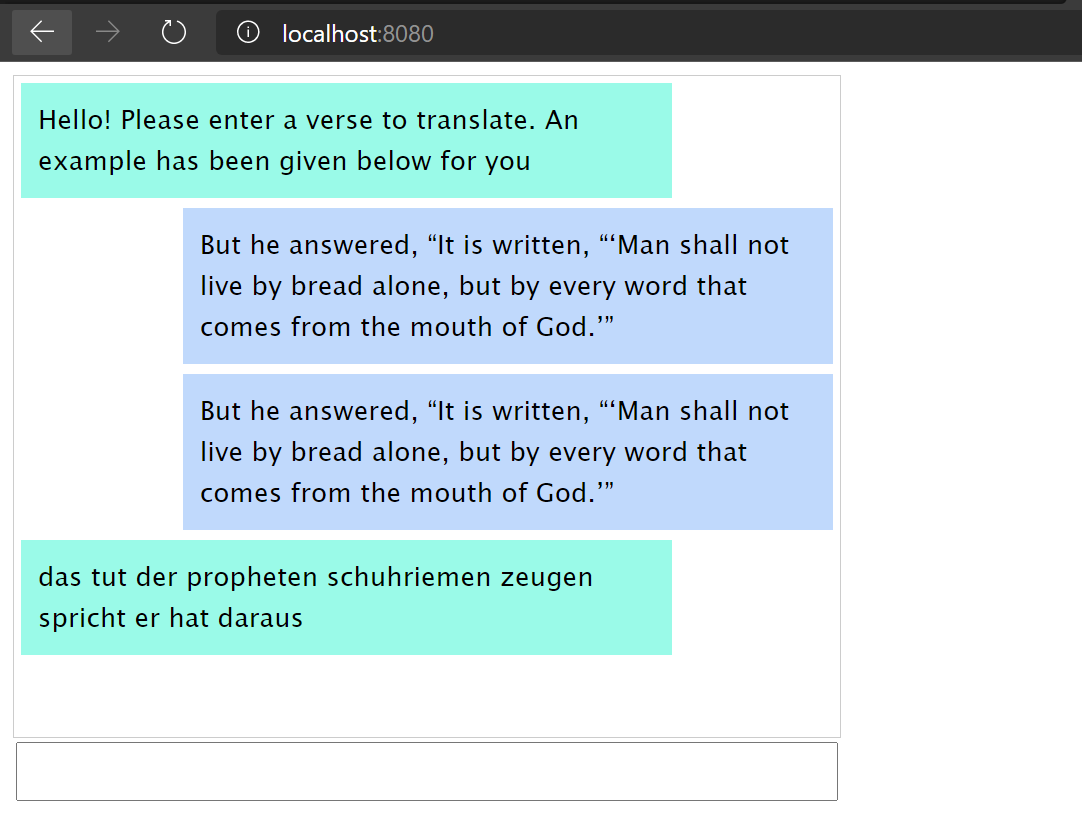 localhost:8080
Hello! Please enter a verse to translate. An
example has been given below for you
But he answered, “It is written, “‘Man shall not
live by bread alone, but by every word that
comes from the mouth of God.’”
But he answered, “It is written, “‘Man shall not
live by bread alone, but by every word that
comes from the mouth of God.’”
das tut der propheten schuhriemen zeugen
spricht er hat daraus